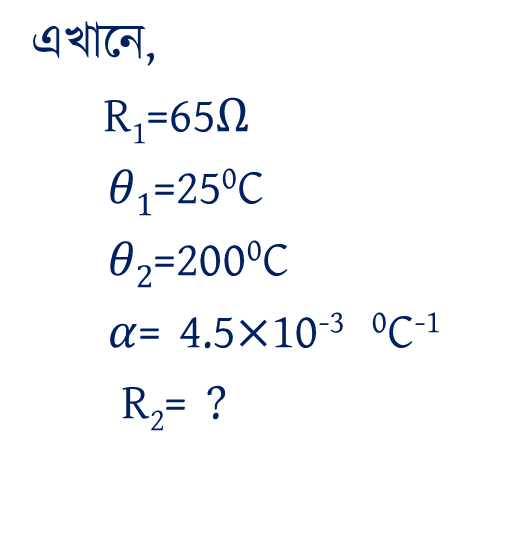 এখানে,
R₁=65Ω
θ₁=25⁰C
θ₂=200⁰C
α= 4.5×10⁻³ ⁰C⁻¹
R₂= ?